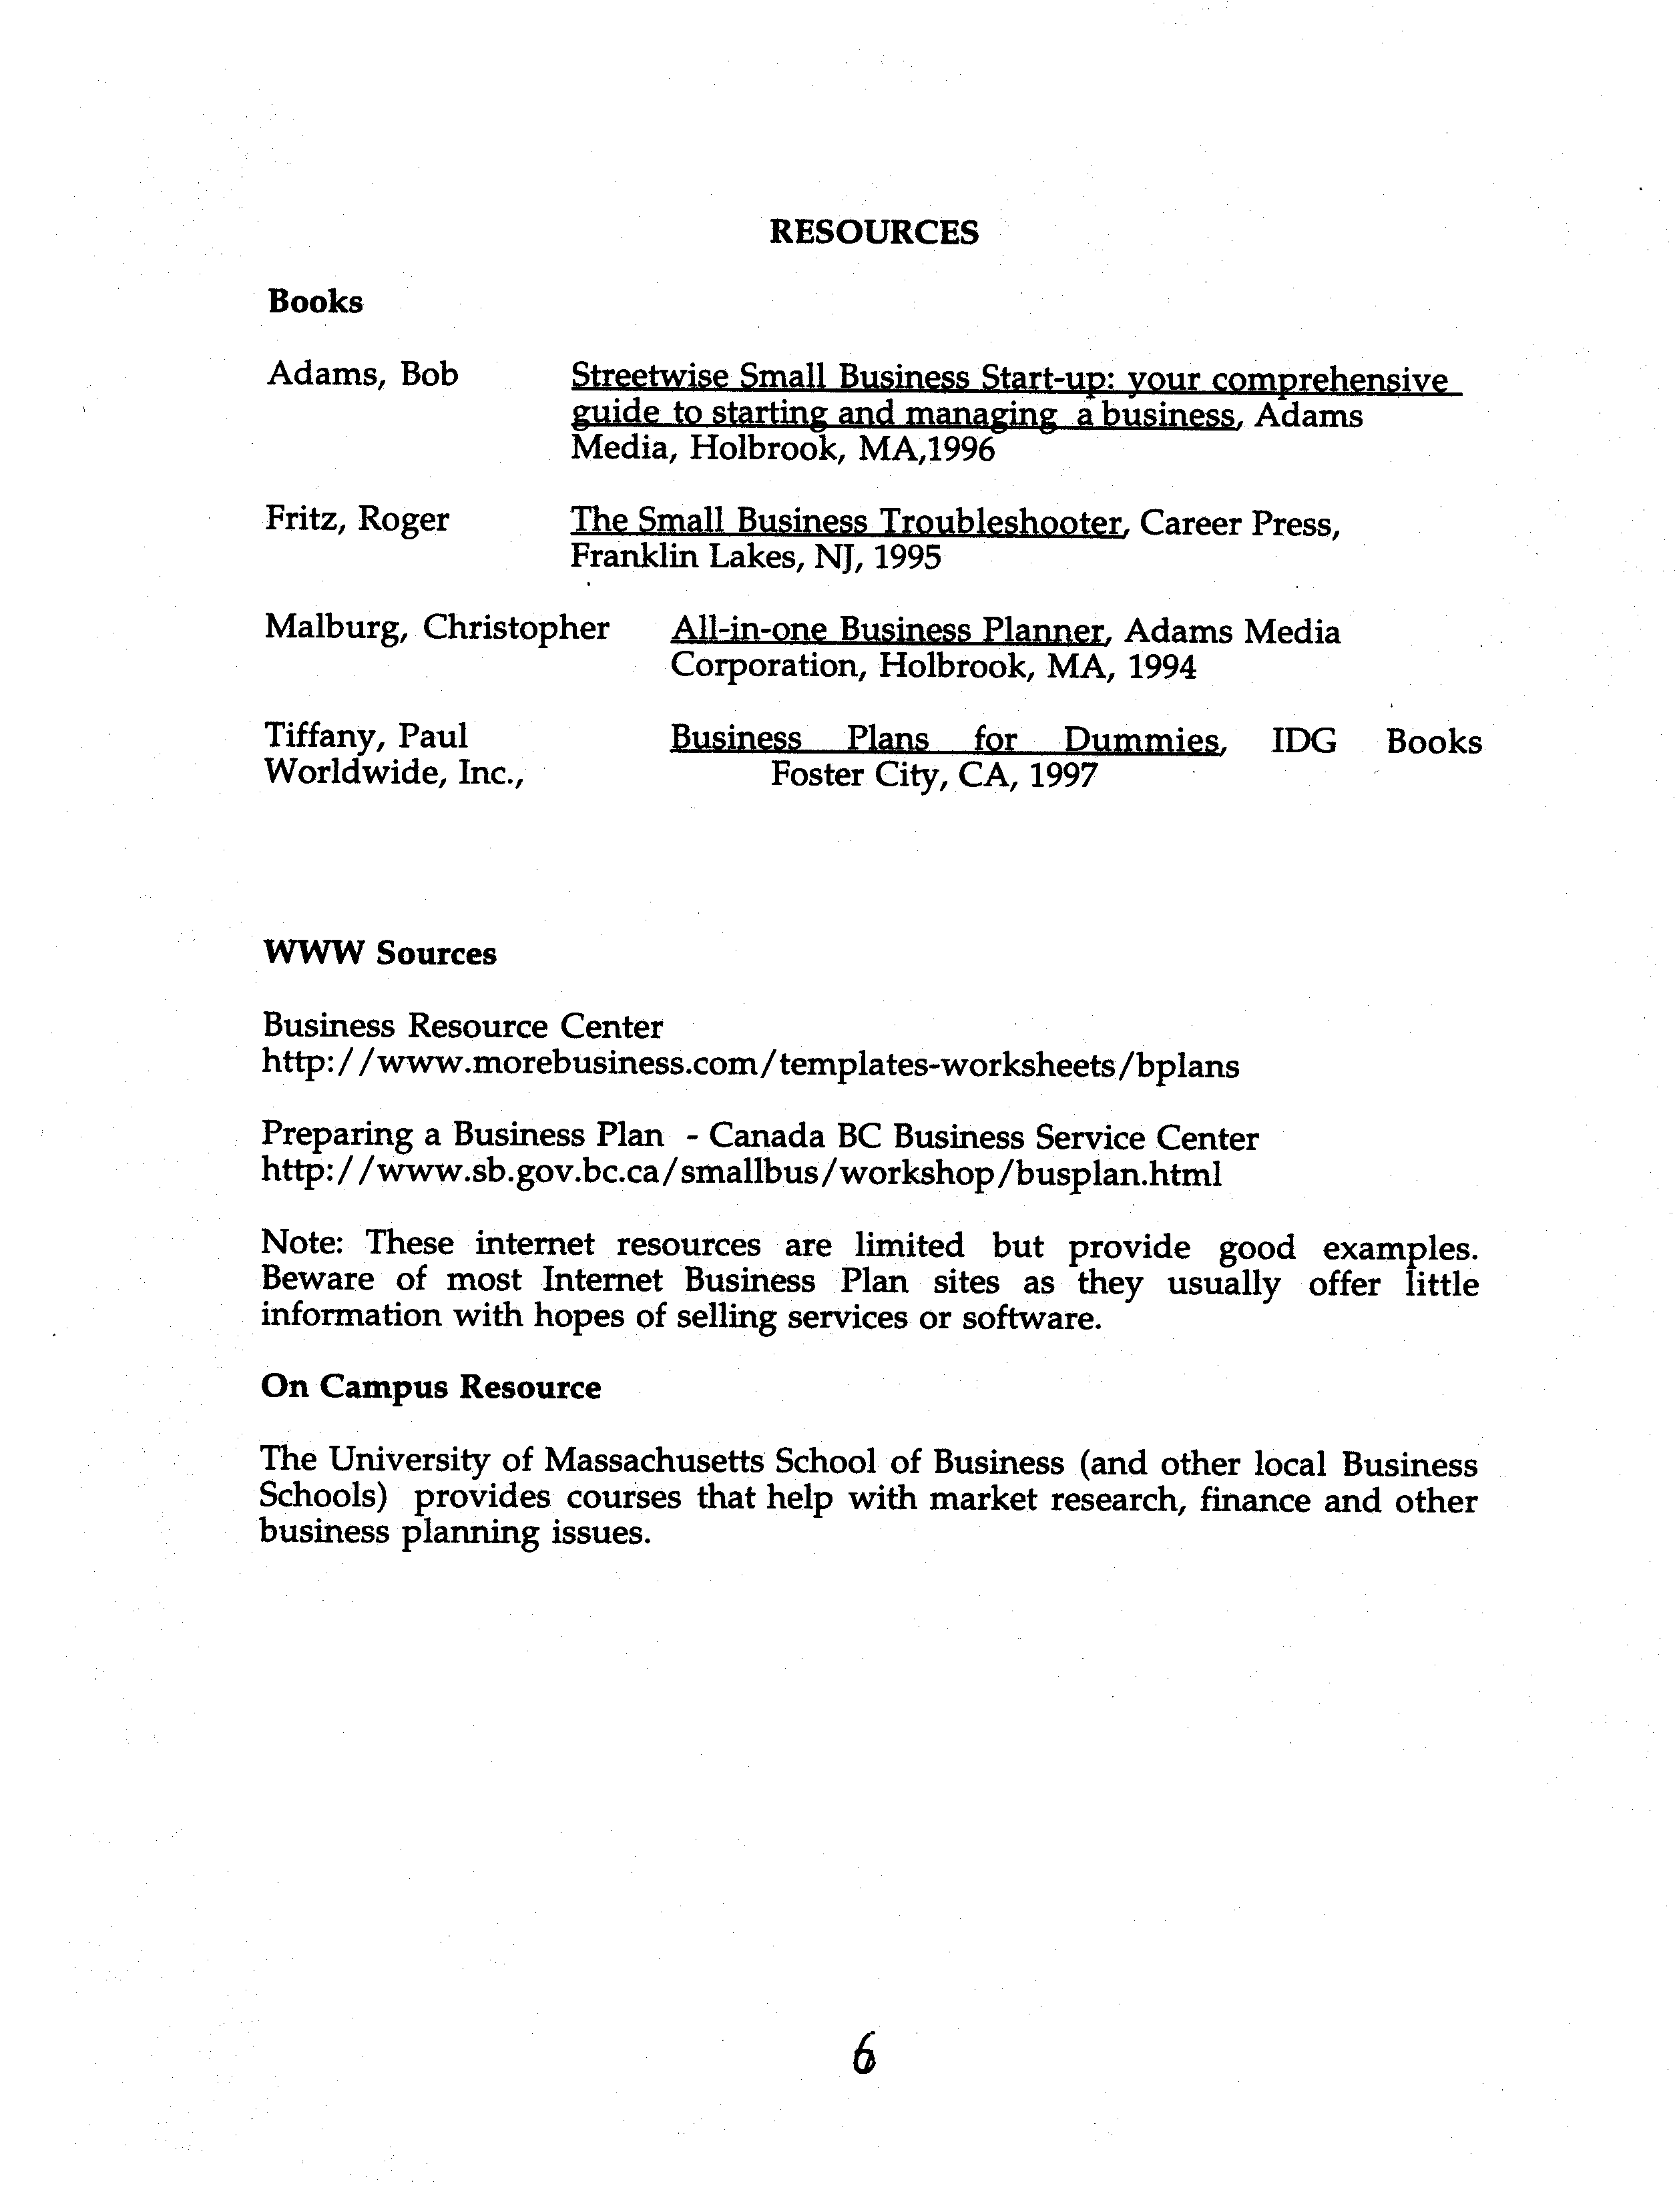 RESOURCES
Books
Adams, Bob Streetwise Small Business Start-up: your comprehensive
guide to starting and managing a business, Adams
Media, Holbrook, MA,1996
Fritz, Roger The Small Business Troubleshooter, Career Press,
Franklin Lakes, NJ, 1995
Malburg, Christopher All-in-one Business Planner, Adams Media
Corporation, Holbrook, MA, 1994
Tiffany, Paul Business Plans for Dummies, IDG Books
Worldwide, Inc., Foster City, CA, 1997
WWW Sources
Business Resource Center
http://www.morebusiness.com/templates-worksheets/bplans
Preparing a Business Plan - Canada BC Business Service Center
http://www.sb.gov.bc.ca/smallbus/workshop/busplan.html
Note: These internet resources are limited but provide good examples.
Beware of most Internet Business Plan sites as they usually offer little
information with hopes of selling services or software.
On Campus Resource
The University of Massachusetts School of Business (and other local Business
Schools) provides courses that help with market research, finance and other
business planning issues.
6